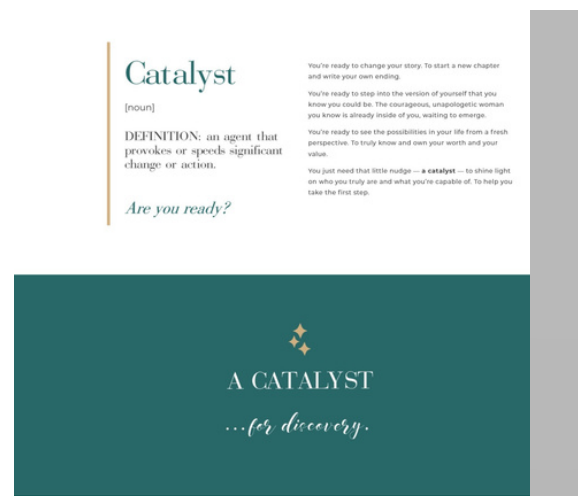 Catalyst
[noun]
DEFINITION: an agent that
provokes or speeds significant
change or action.
Are you ready?
You're ready to change your story. To start a new chapter
and write your own ending.
You're ready to step into the version of yourself that you
know you could be. The courageous, unapologetic woman
you know is already inside of you, waiting to emerge.
You're ready to see the possibilities in your life from a fresh
perspective. To truly know and own your worth and your
value.
You just need that little nudge — a catalyst — to shine light
on who you truly are and what you're capable of. To help you
take the first step.
A CATALYST
...for discovery.